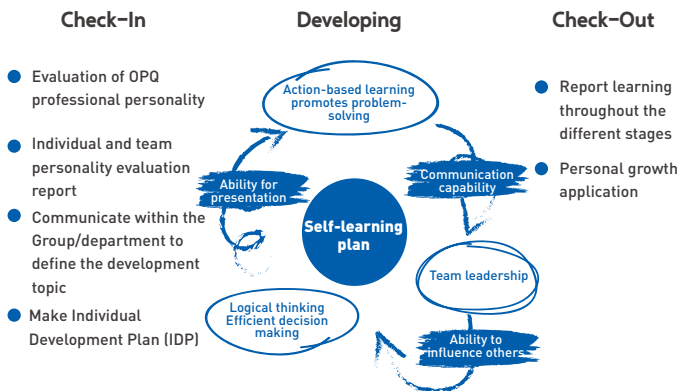 Check-In
Evaluation of OPQ
professional personality
Individual and team
personality evaluation
report
Communicate within the
Group/department to
define the development
topic
Make Individual
Development Plan (IDP)
Developing
Action-based learning
promotes problem-
solving
Ability for
presentation
Communication
capability
Self-learning
plan
Team leadership
Logical thinking
Efficient decision
making
Ability to
influence others
Check-Out
Report learning
throughout the
different stages
Personal growth
application